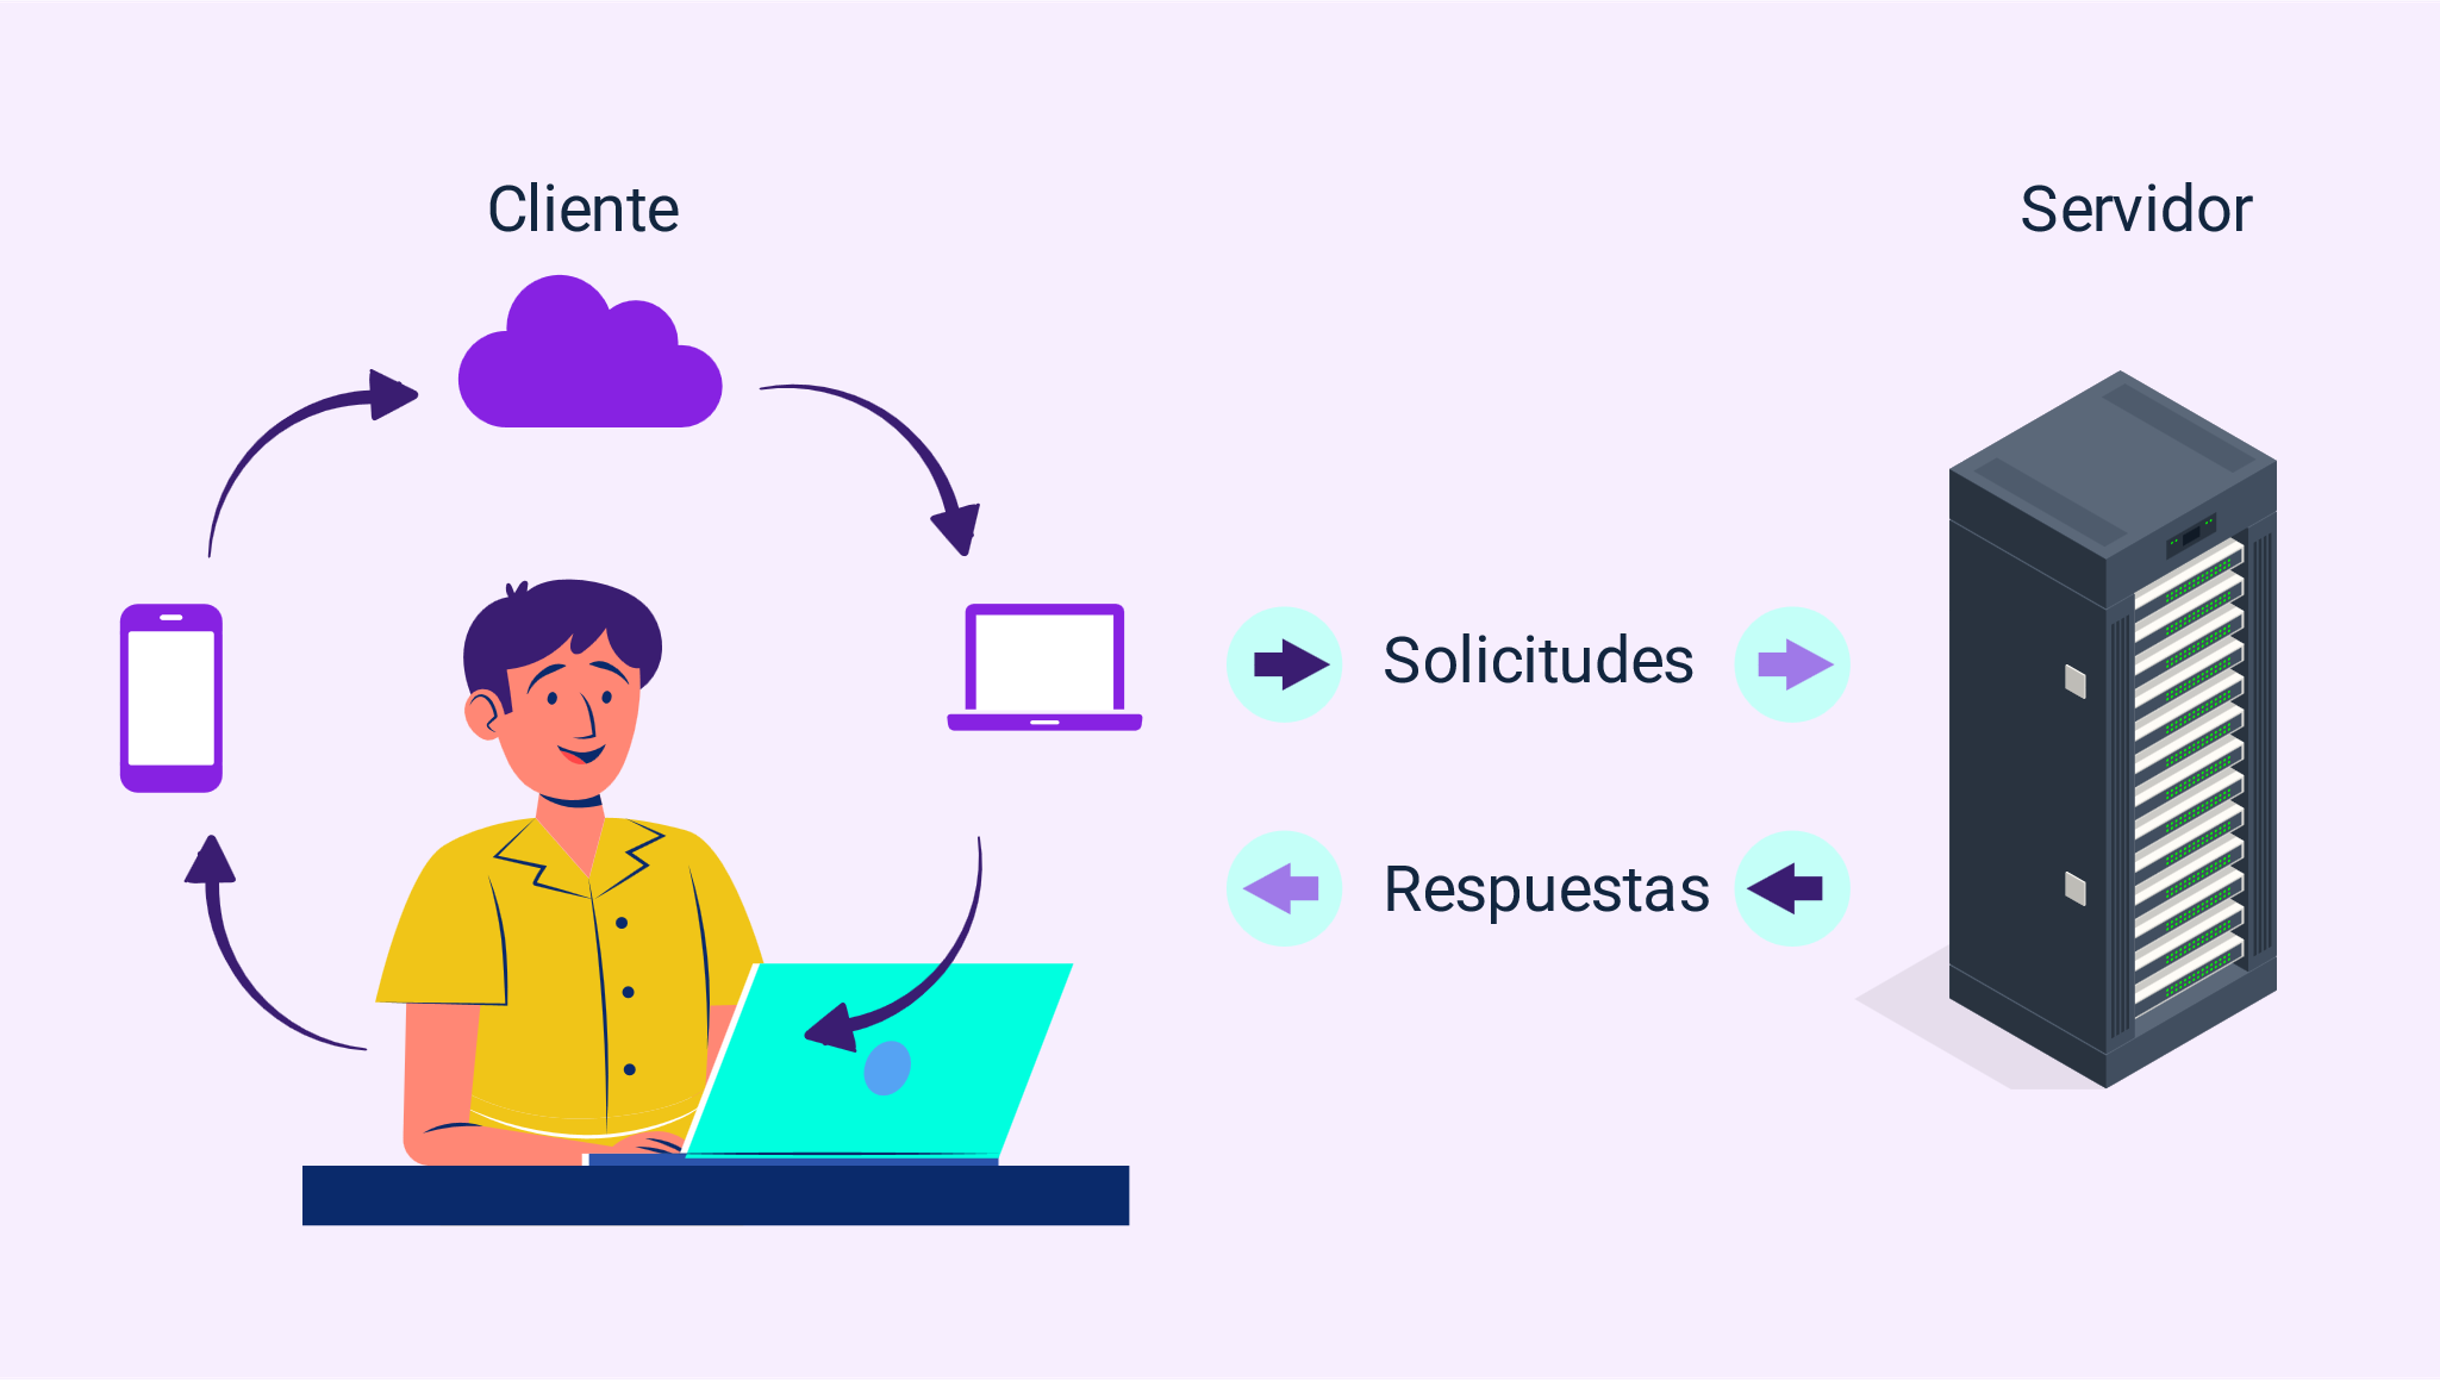 Cliente
Servidor
Solicitudes
Respuestas